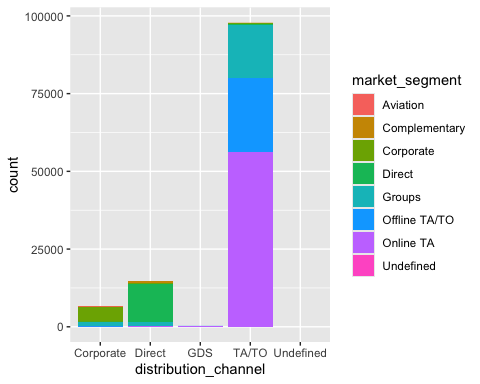 100000
75000
50000
25000
0
count
Corporate Direct GDS TA/TO Undefined
distribution_channel
market_segment
Aviation
Complementary
Corporate
Direct
Groups
Offline TA/TO
Online TA
Undefined